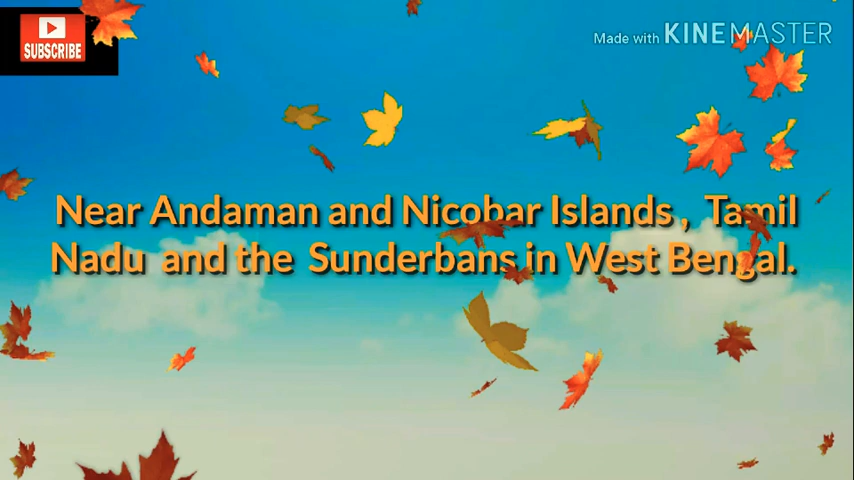 SUBSCRIBE
Made with KINEMASTER
Near Andaman and Nicobar Islands , Tamil
Nadu and the Sunderbans in West Bengal.